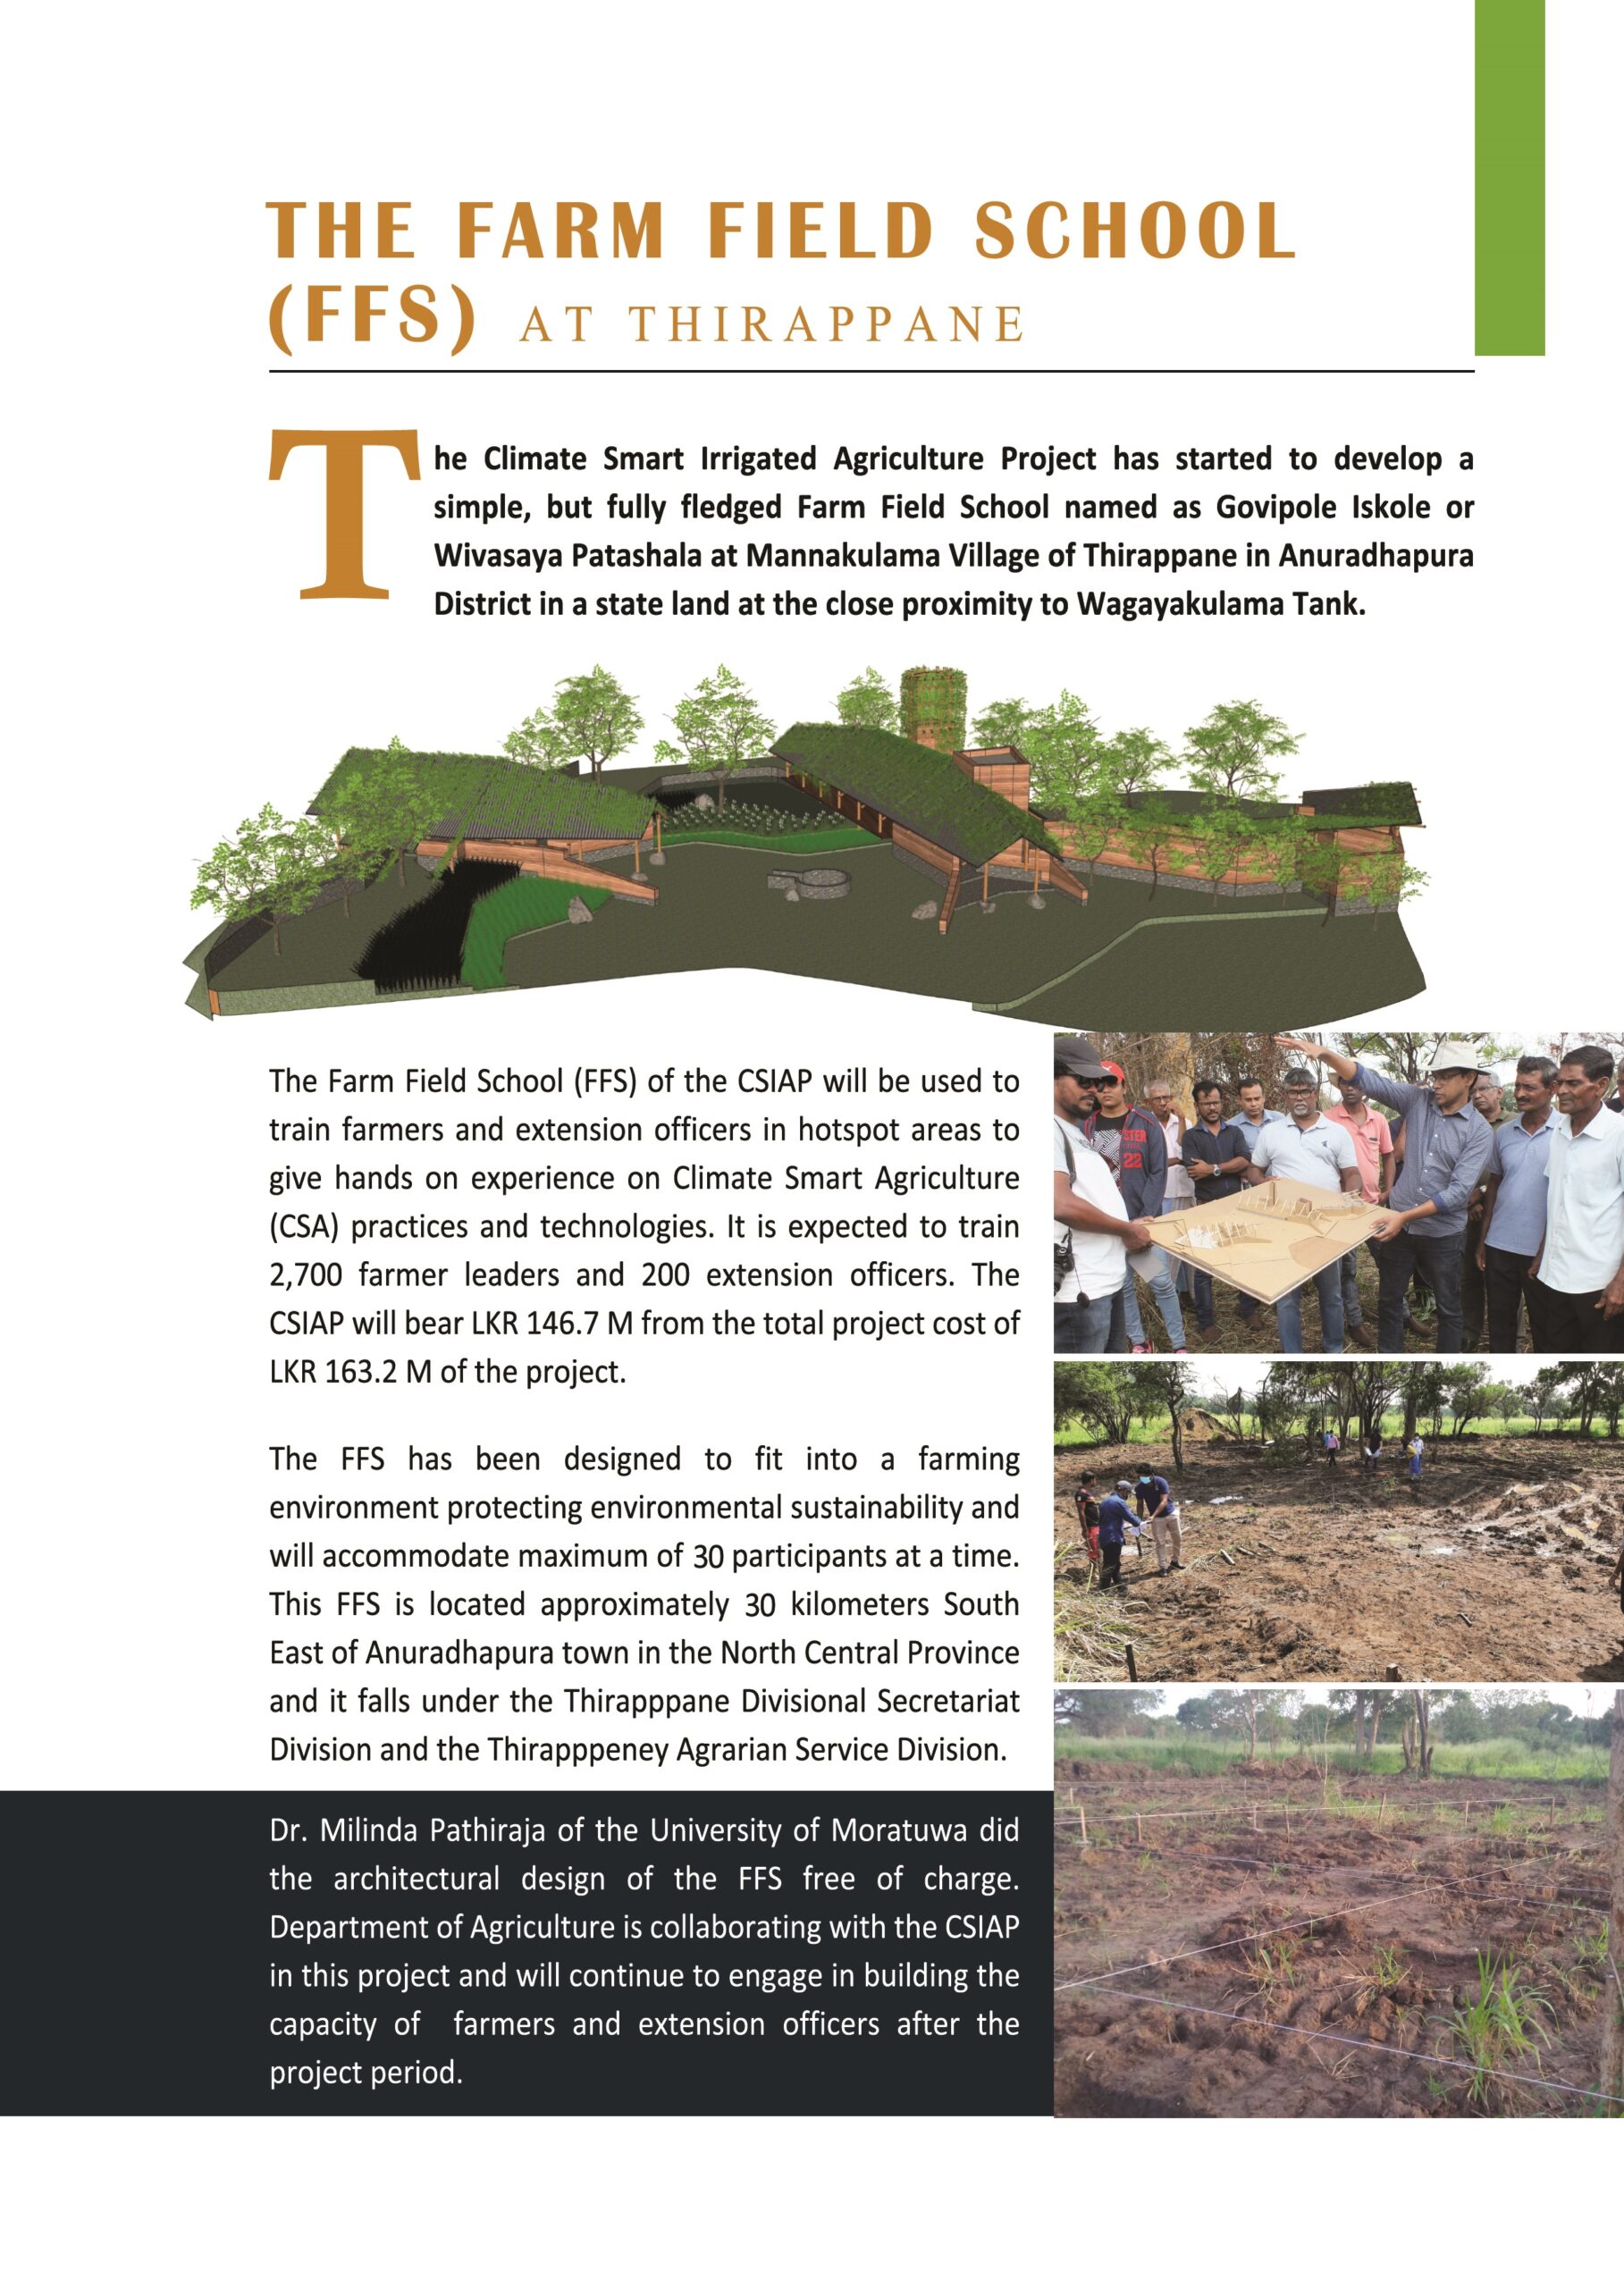 THE FARM FIELD SCHOOL
(FFS) AT THIRAPPANE
The Climate Smart Irrigated Agriculture Project has started to develop a
simple, but fully fledged Farm Field School named as Govipole Iskole or
Wivasaya Patashala at Mannakulama Village of Thirappane in Anuradhapura
District in a state land at the close proximity to Wagayakulama Tank.
The Farm Field School (FFS) of the CSIAP will be used to
train farmers and extension officers in hotspot areas to
give hands on experience on Climate Smart Agriculture
(CSA) practices and technologies. It is expected to train
2,700 farmer leaders and 200 extension officers. The
CSIAP will bear LKR 146.7 M from the total project cost of
LKR 163.2 M of the project.
The FFS has been designed to fit into a farming
environment protecting environmental sustainability and
will accommodate maximum of 30 participants at a time.
This FFS is located approximately 30 kilometers South
East of Anuradhapura town in the North Central Province
and it falls under the Thirapppane Divisional Secretariat
Division and the Thirapppeney Agrarian Service Division.
Dr. Milinda Pathiraja of the University of Moratuwa did
the architectural design of the FFS free of charge.
Department of Agriculture is collaborating with the CSIAP
in this project and will continue to engage in building the
capacity of farmers and extension officers after the
project period.
22